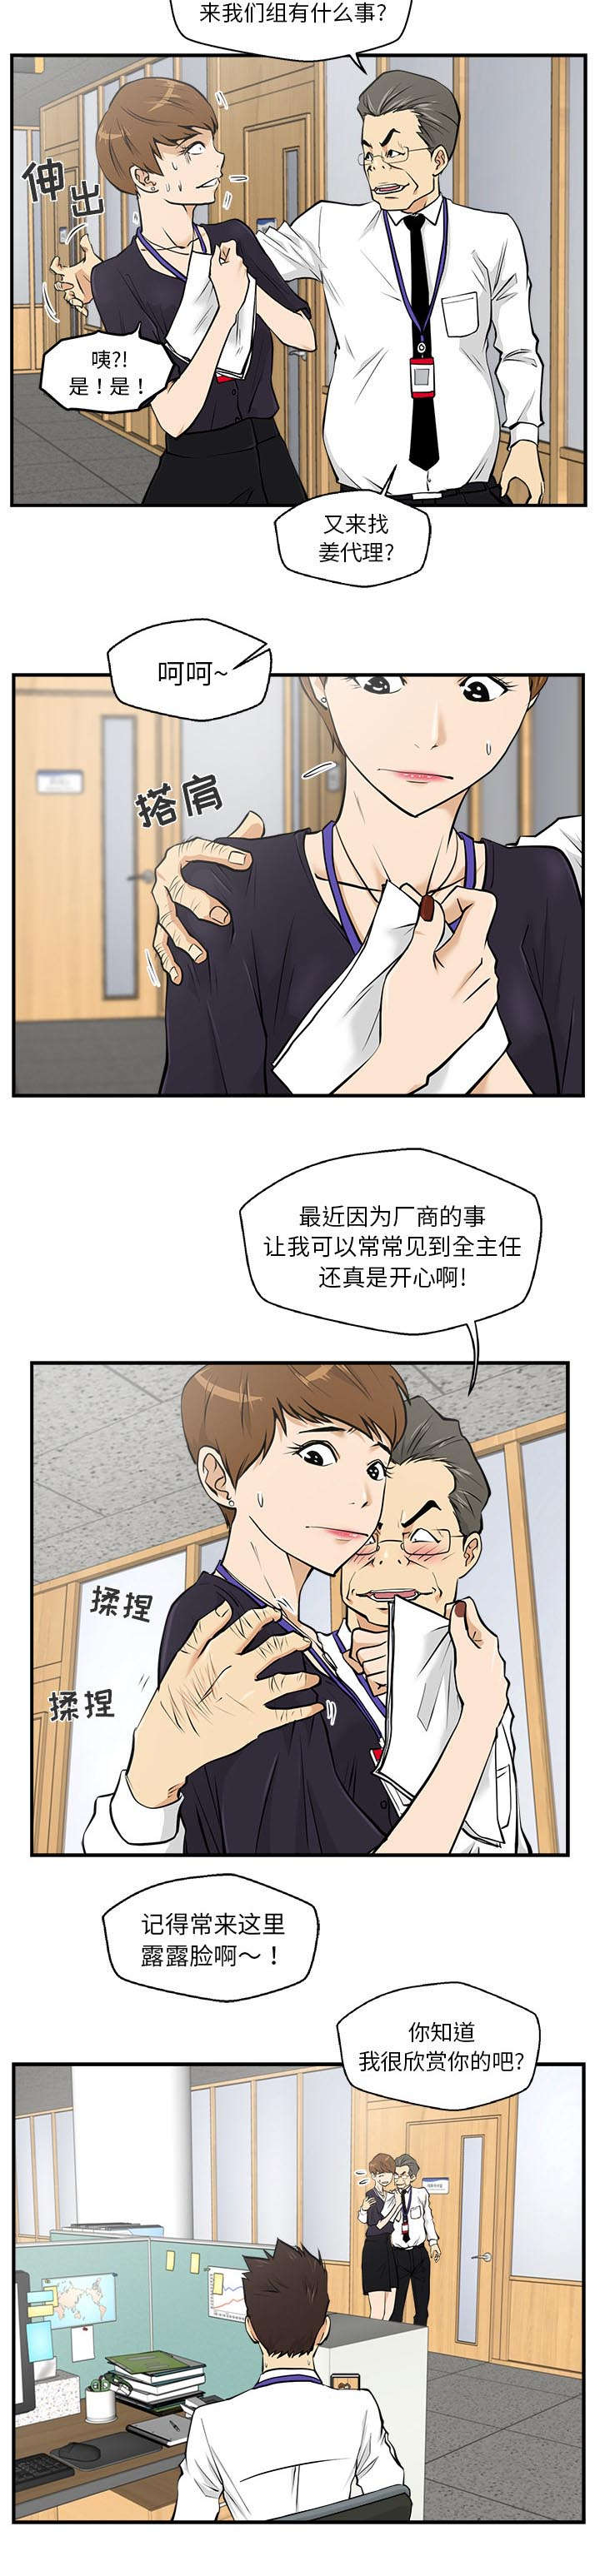 来我们组有什么事?
伸出
咦?!
是！是！
又来找
姜代理?
呵呵~
搭肩
最近因为厂商的事
让我可以常常见到全主任
还真是开心啊!
揉捏
揉捏
记得常来这里
露露脸啊～！
你知道
我很欣赏你的吧?